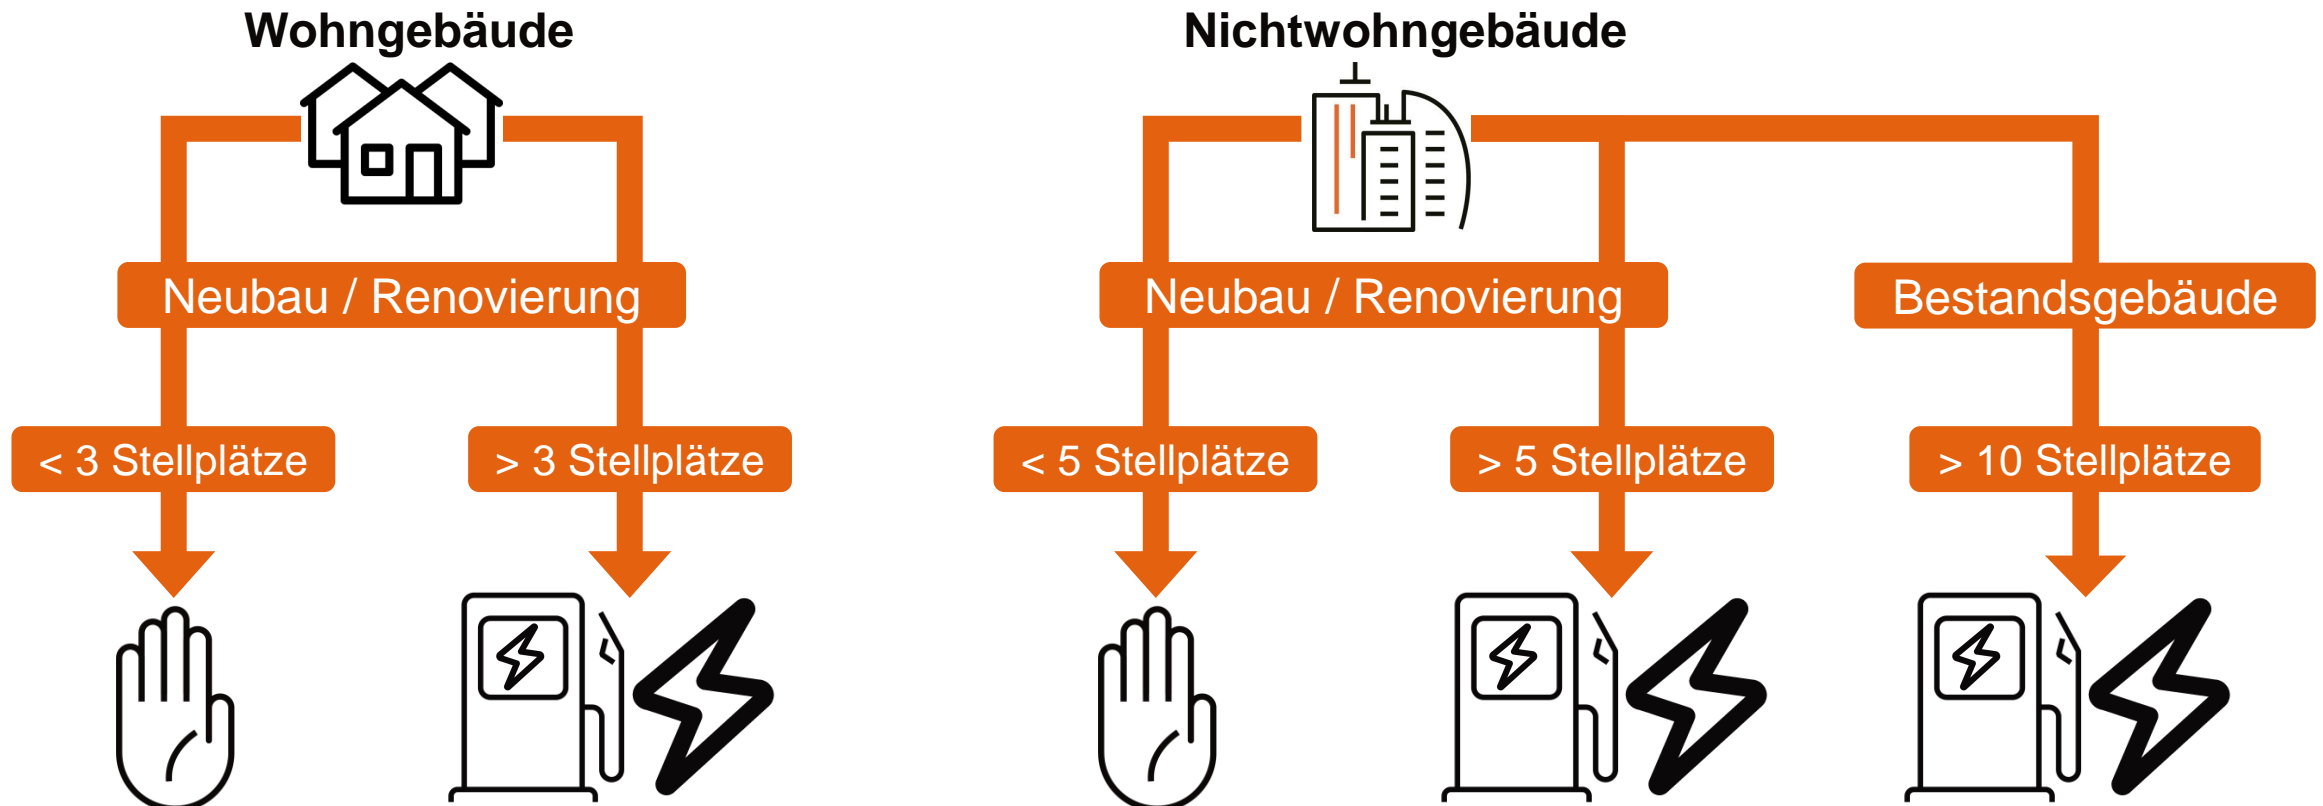 Wohngebäude
Nichtwohngebäude
Neubau / Renovierung
Neubau / Renovierung
Bestandsgebäude
< 3 Stellplätze
> 3 Stellplätze
< 5 Stellplätze
> 5 Stellplätze
> 10 Stellplätze